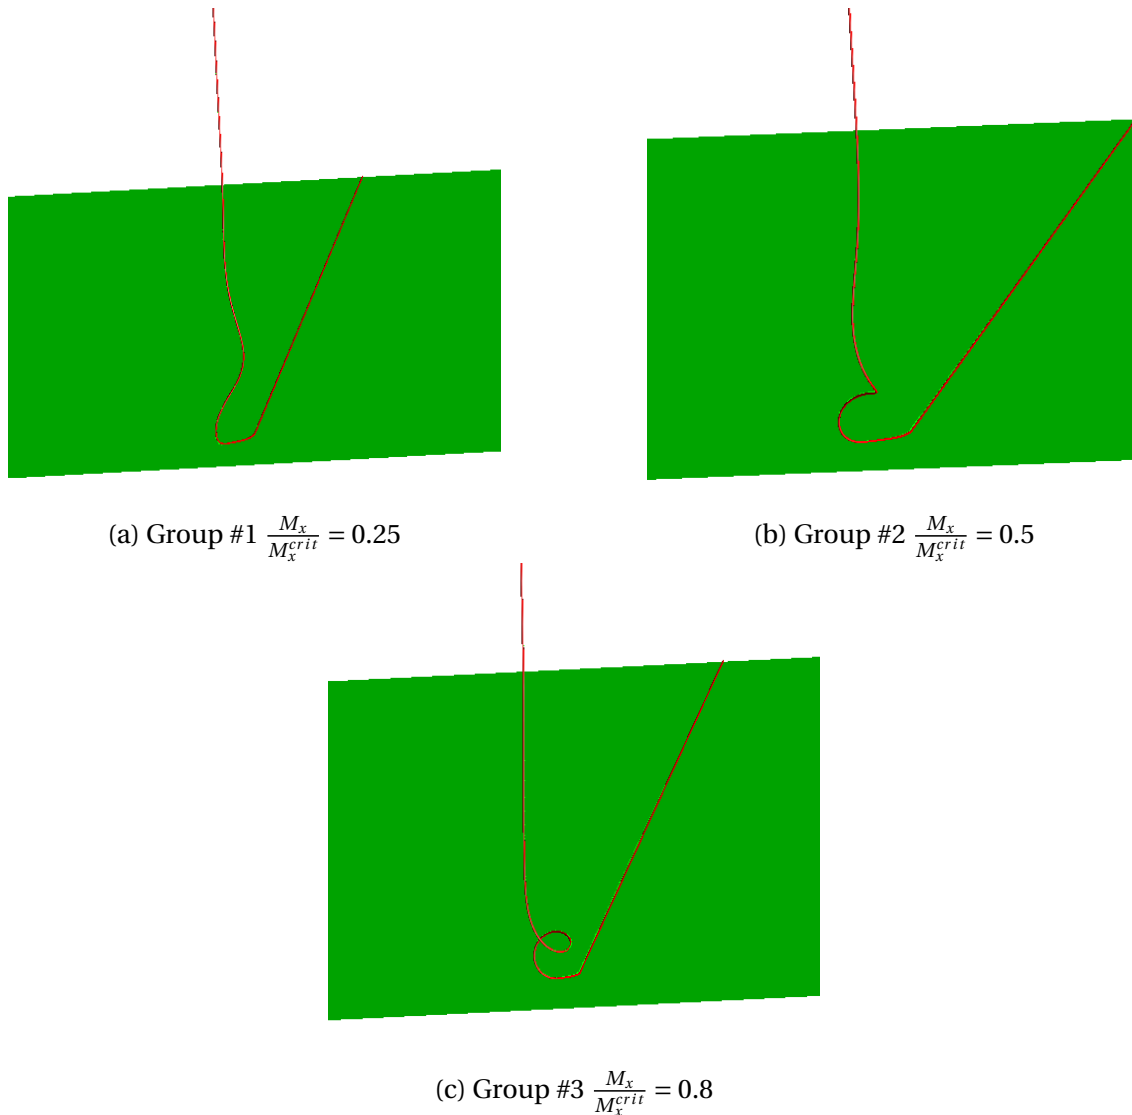 (a) Group #1 $\frac{M_x}{M_x^{crit}} = 0.25$
(b) Group #2 $\frac{M_x}{M_x^{crit}} = 0.5$
(c) Group #3 $\frac{M_x}{M_x^{crit}} = 0.8$